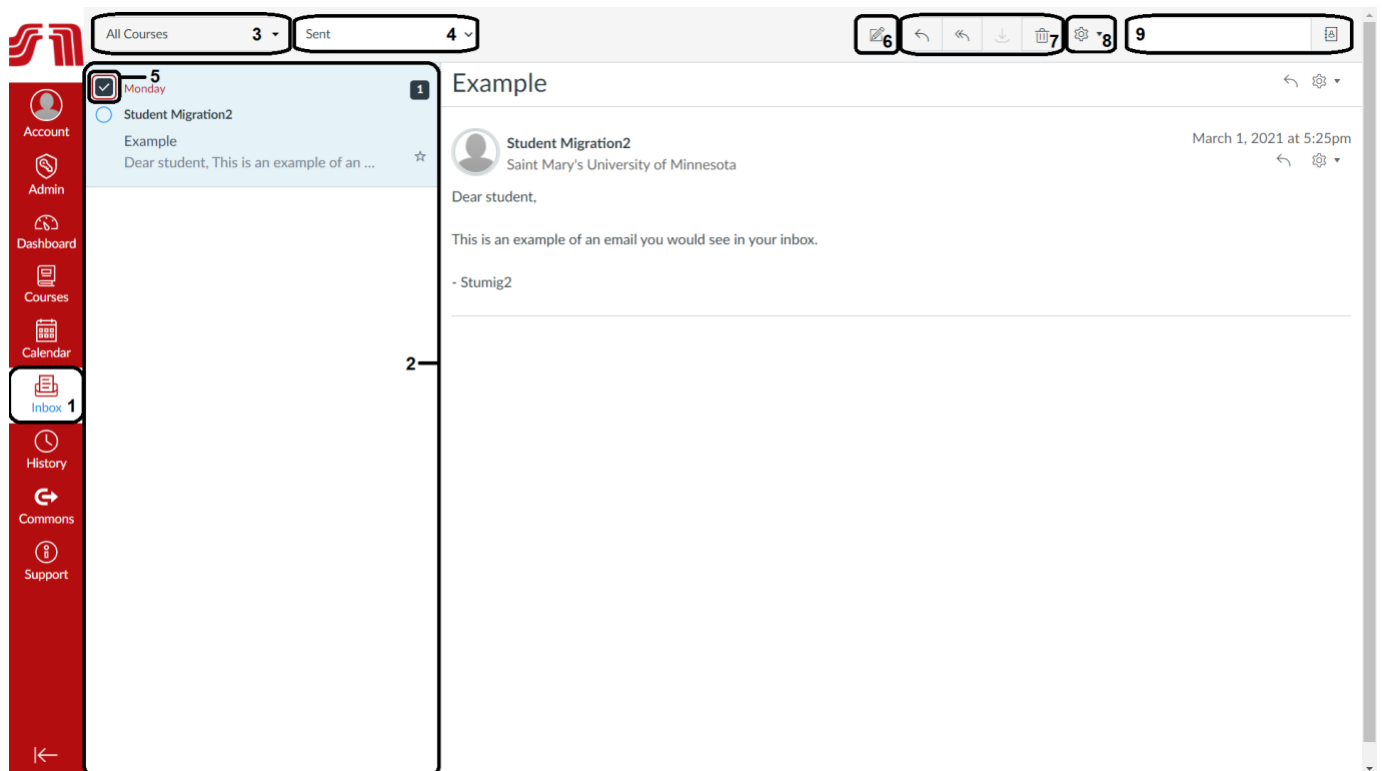 All Courses 3
Sent 4
6
7
8
9
Account
Admin
Dashboard
Courses
Calendar
Inbox 1
History
Commons
Support
5
Monday
1
Student Migration2
Example
Dear student, This is an example of an ...
2
Example
Student Migration2
March 1, 2021 at 5:25pm
Saint Mary's University of Minnesota
Dear student,
This is an example of an email you would see in your inbox.
- Stumig2